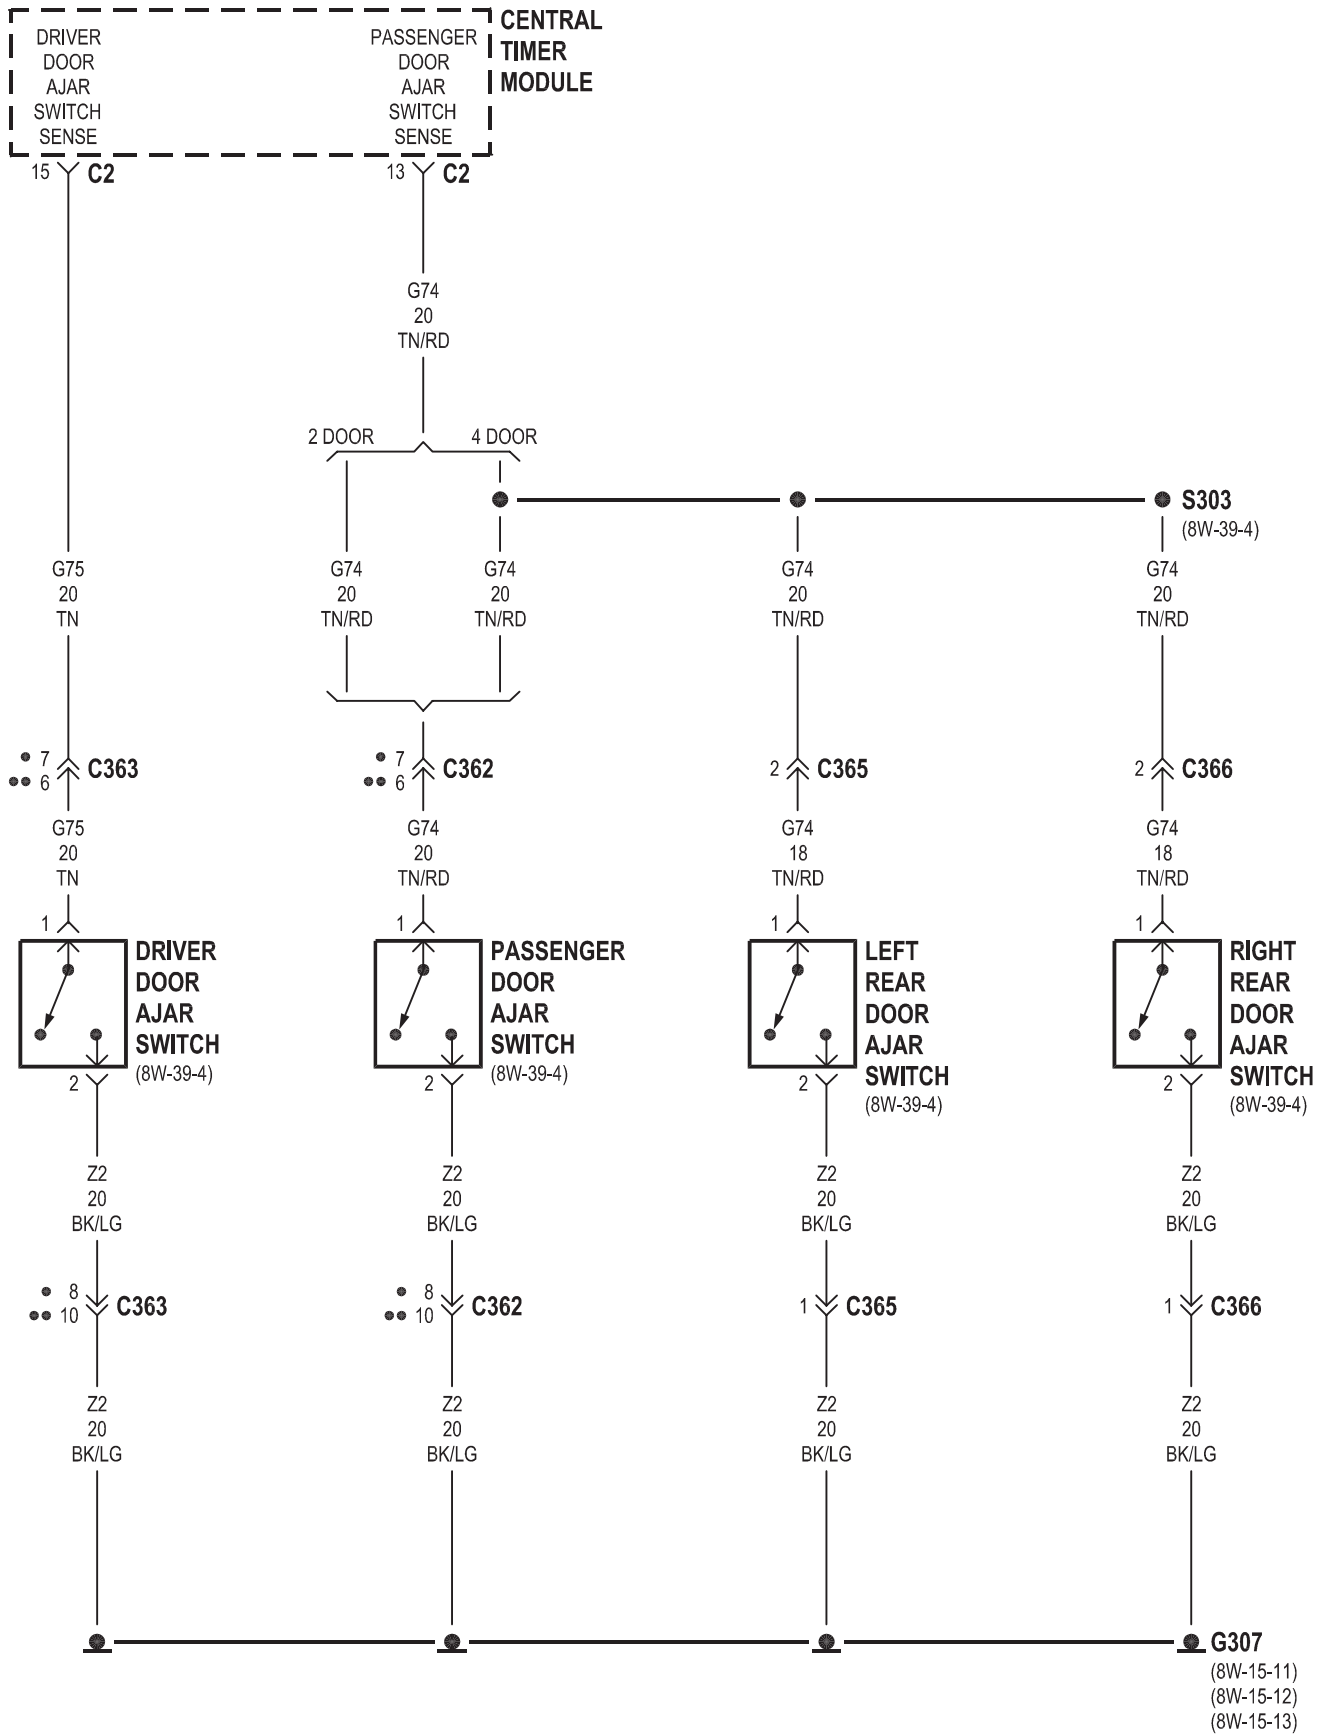 DRIVER
DOOR
AJAR
SWITCH
SENSE
PASSENGER
DOOR
AJAR
SWITCH
SENSE
CENTRAL
TIMER
MODULE
15
C2
13
C2
G74
20
TN/RD
2 DOOR
4 DOOR
S303
(8W-39-4)
G75
20
TN
G74
20
TN/RD
G74
20
TN/RD
G74
20
TN/RD
G74
20
TN/RD
7
6
C363
7
6
C362
2
C365
2
C366
G75
20
TN
G74
20
TN/RD
G74
18
TN/RD
G74
18
TN/RD
1
DRIVER
DOOR
AJAR
SWITCH
(8W-39-4)
2
1
PASSENGER
DOOR
AJAR
SWITCH
(8W-39-4)
2
1
LEFT
REAR
DOOR
AJAR
SWITCH
(8W-39-4)
2
1
RIGHT
REAR
DOOR
AJAR
SWITCH
(8W-39-4)
2
Z2
20
BK/LG
Z2
20
BK/LG
Z2
20
BK/LG
Z2
20
BK/LG
8
10
C363
8
10
C362
1
C365
1
C366
Z2
20
BK/LG
Z2
20
BK/LG
Z2
20
BK/LG
Z2
20
BK/LG
G307
(8W-15-11)
(8W-15-12)
(8W-15-13)